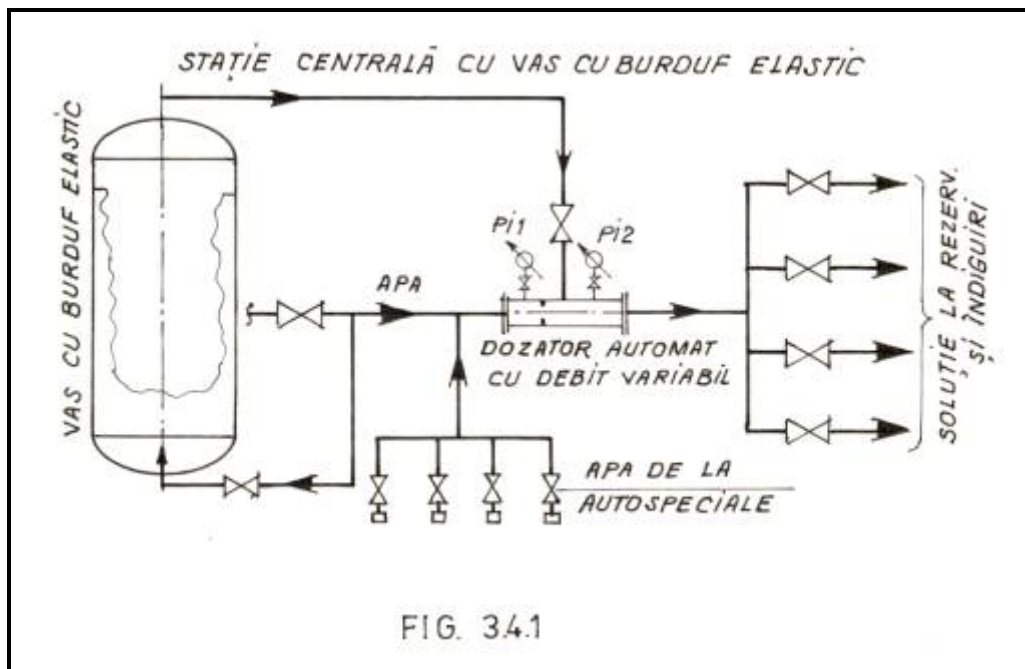 STAȚIE CENTRALĂ CU VAS CU BURDUF ELASTIC
VAS CU BURDUF ELASTIC
Pi1
Pi2
APA
DOZATOR AUTOMAT
CU DEBIT VARIABIL
APA DE LA
AUTOSPECIALE
SOLUȚIE LA REZERV.
ȘI ÎNDIGUIRI
FIG. 3.4.1